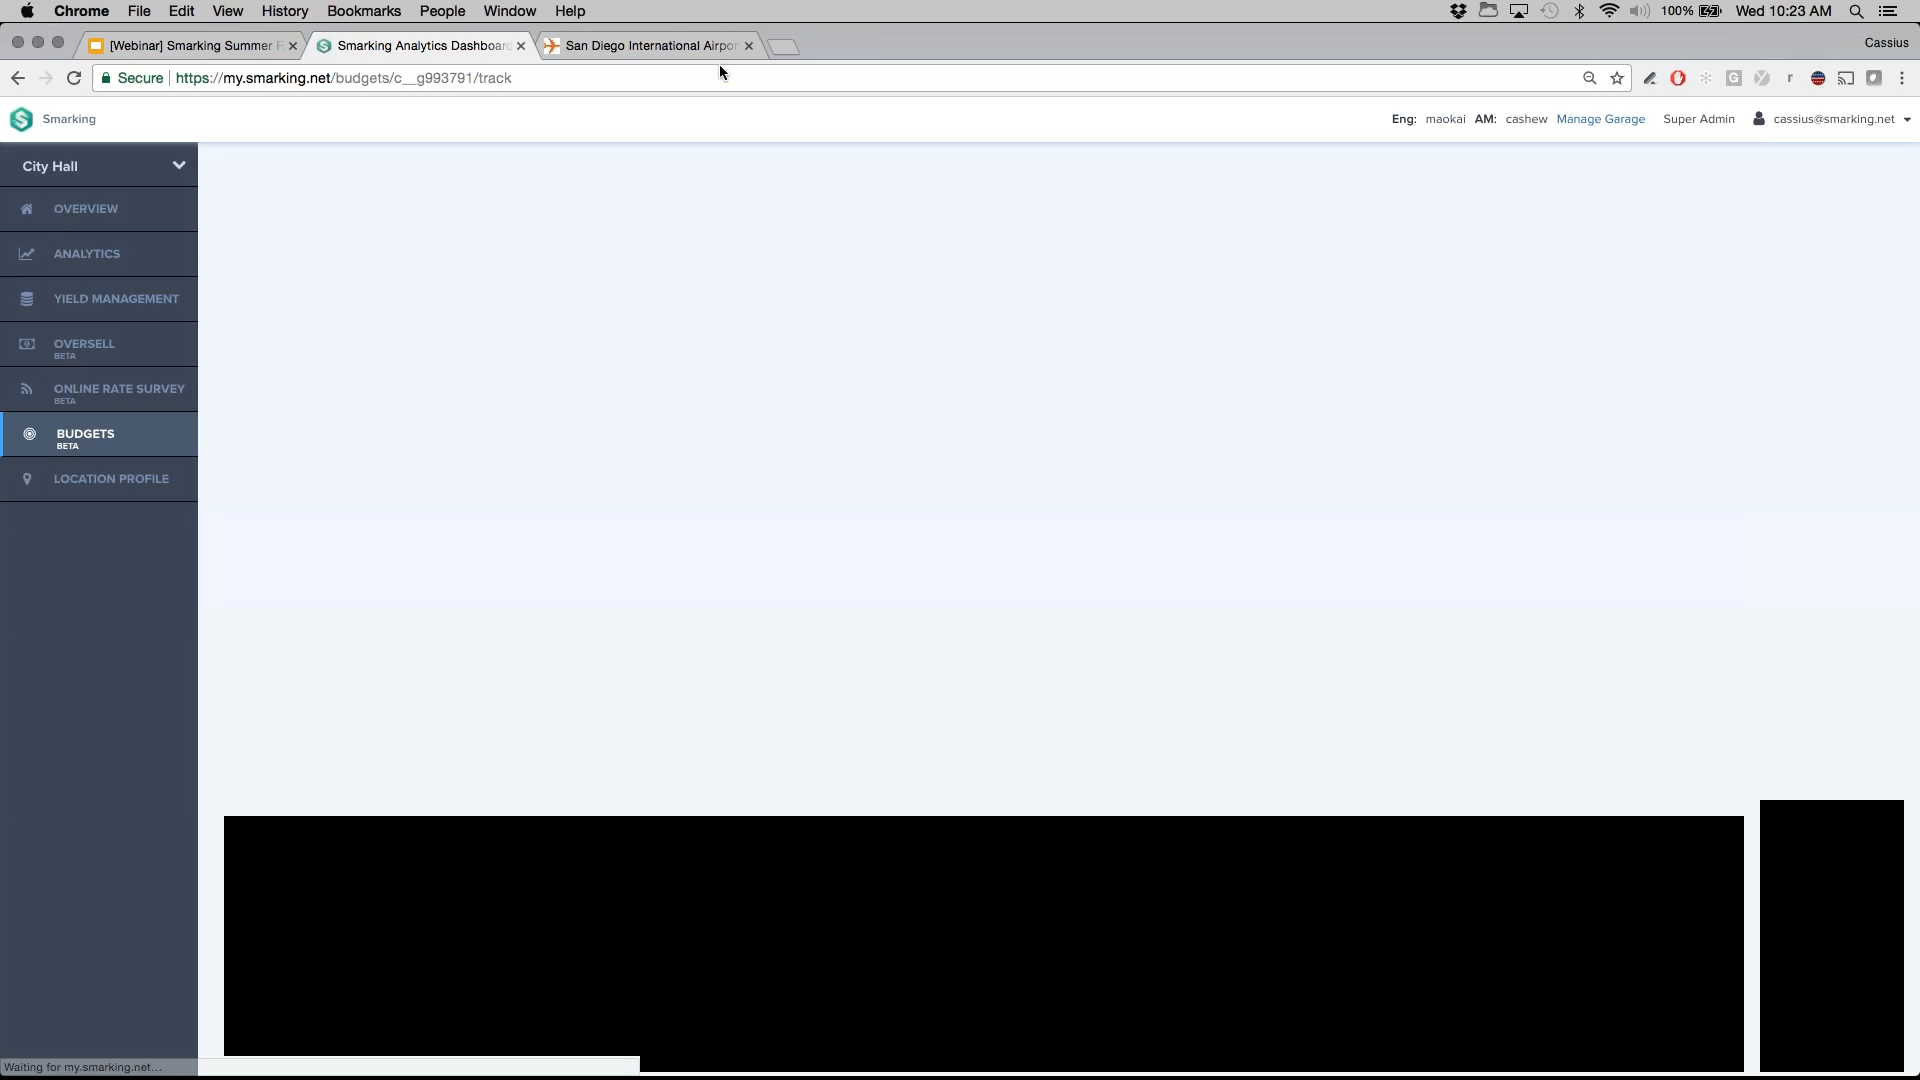 Chrome File Edit View History Bookmarks People Window Help 100% Wed 10:23 AM
[Webinar] Smarking Summer Smarking Analytics Dashboard San Diego International Airpor Cassius
Secure https://my.smarking.net/budgets/c__g993791/track
Smarking Eng: maokai AM: cashew Manage Garage Super Admin cassius@smarking.net
City Hall
OVERVIEW
ANALYTICS
YIELD MANAGEMENT
OVERSELL
BETA
ONLINE RATE SURVEY
BETA
BUDGETS
BETA
LOCATION PROFILE
Waiting for my.smarking.net...